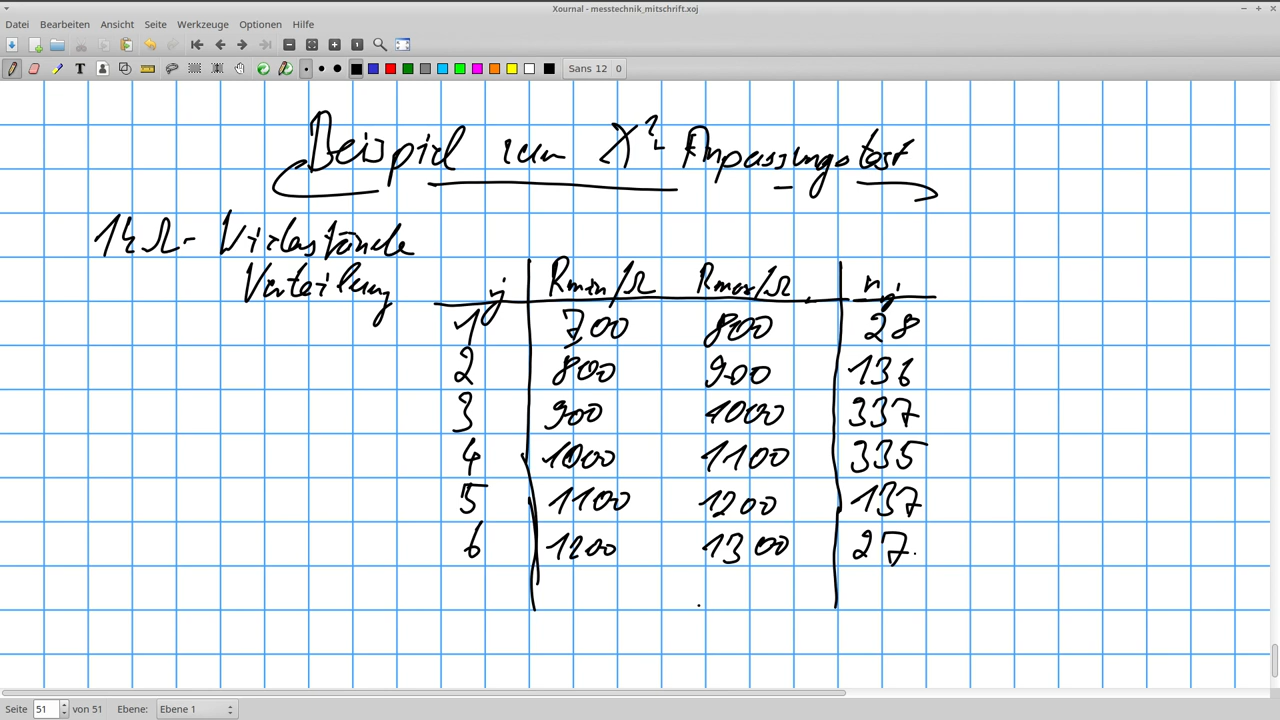 Xournal - messtechnik_mitschrift.xoj
Datei Bearbeiten Ansicht Seite Werkzeuge Optionen Hilfe
Sans 12 0
Beispiel zum X² Anpassungstest
1kΩ - Widerstände
Verteilung
j Rmin/Ω Rmax/Ω nj
1 700 800 28
2 800 900 136
3 900 1000 337
4 1000 1100 335
5 1100 1200 137
6 1200 1300 27
Seite 51 von 51 Ebene: Ebene 1